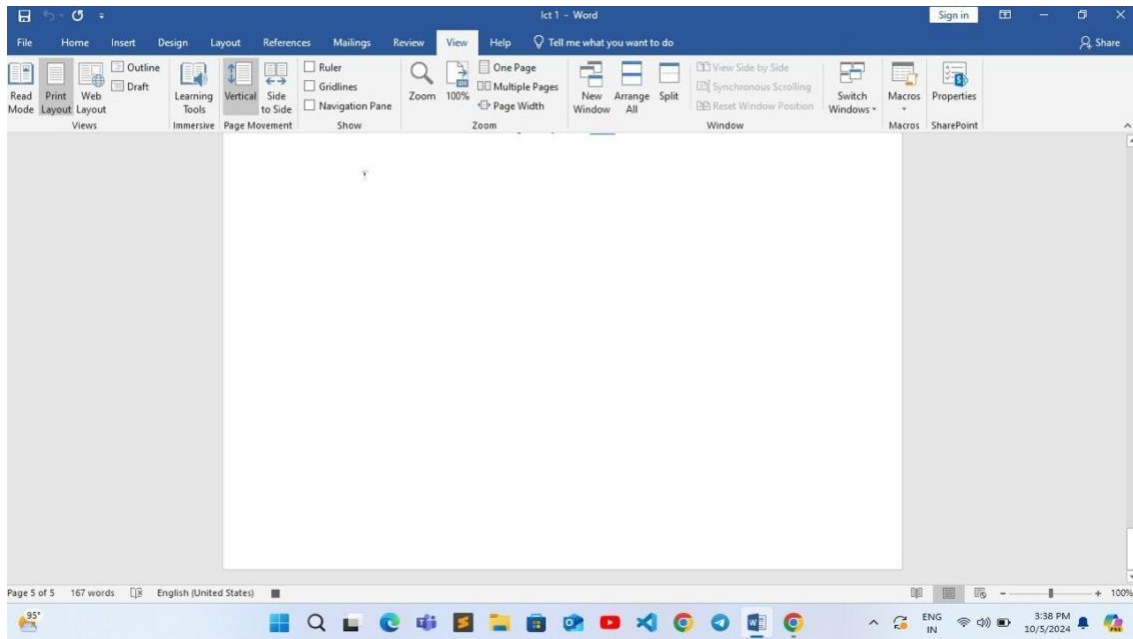 lct 1 - Word
Sign in
File Home Insert Design Layout References Mailings Review View Help Tell me what you want to do Share
Read Mode
Print Layout
Web Layout
Outline
Draft
Views
Learning Tools
Immersive
Vertical
Side to Side
Page Movement
Ruler
Gridlines
Navigation Pane
Show
Zoom
100%
One Page
Multiple Pages
Page Width
Zoom
New Window
Arrange All
Split
View Side by Side
Synchronous Scrolling
Reset Window Position
Window
Switch Windows
Macros
Macros
Properties
SharePoint
Page 5 of 5 167 words English (United States) 100%
95°
ENG
IN
3:38 PM
10/5/2024